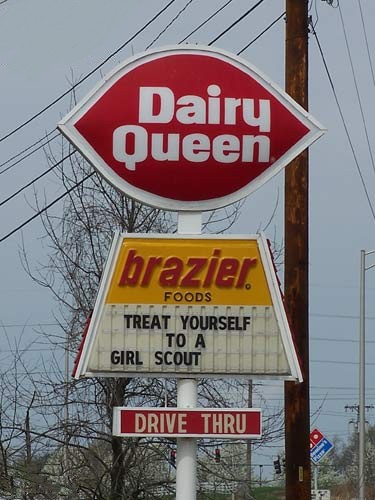 Dairy
Queen
brazier
FOODS
TREAT YOURSELF
TO A
GIRL SCOUT
DRIVE THRU